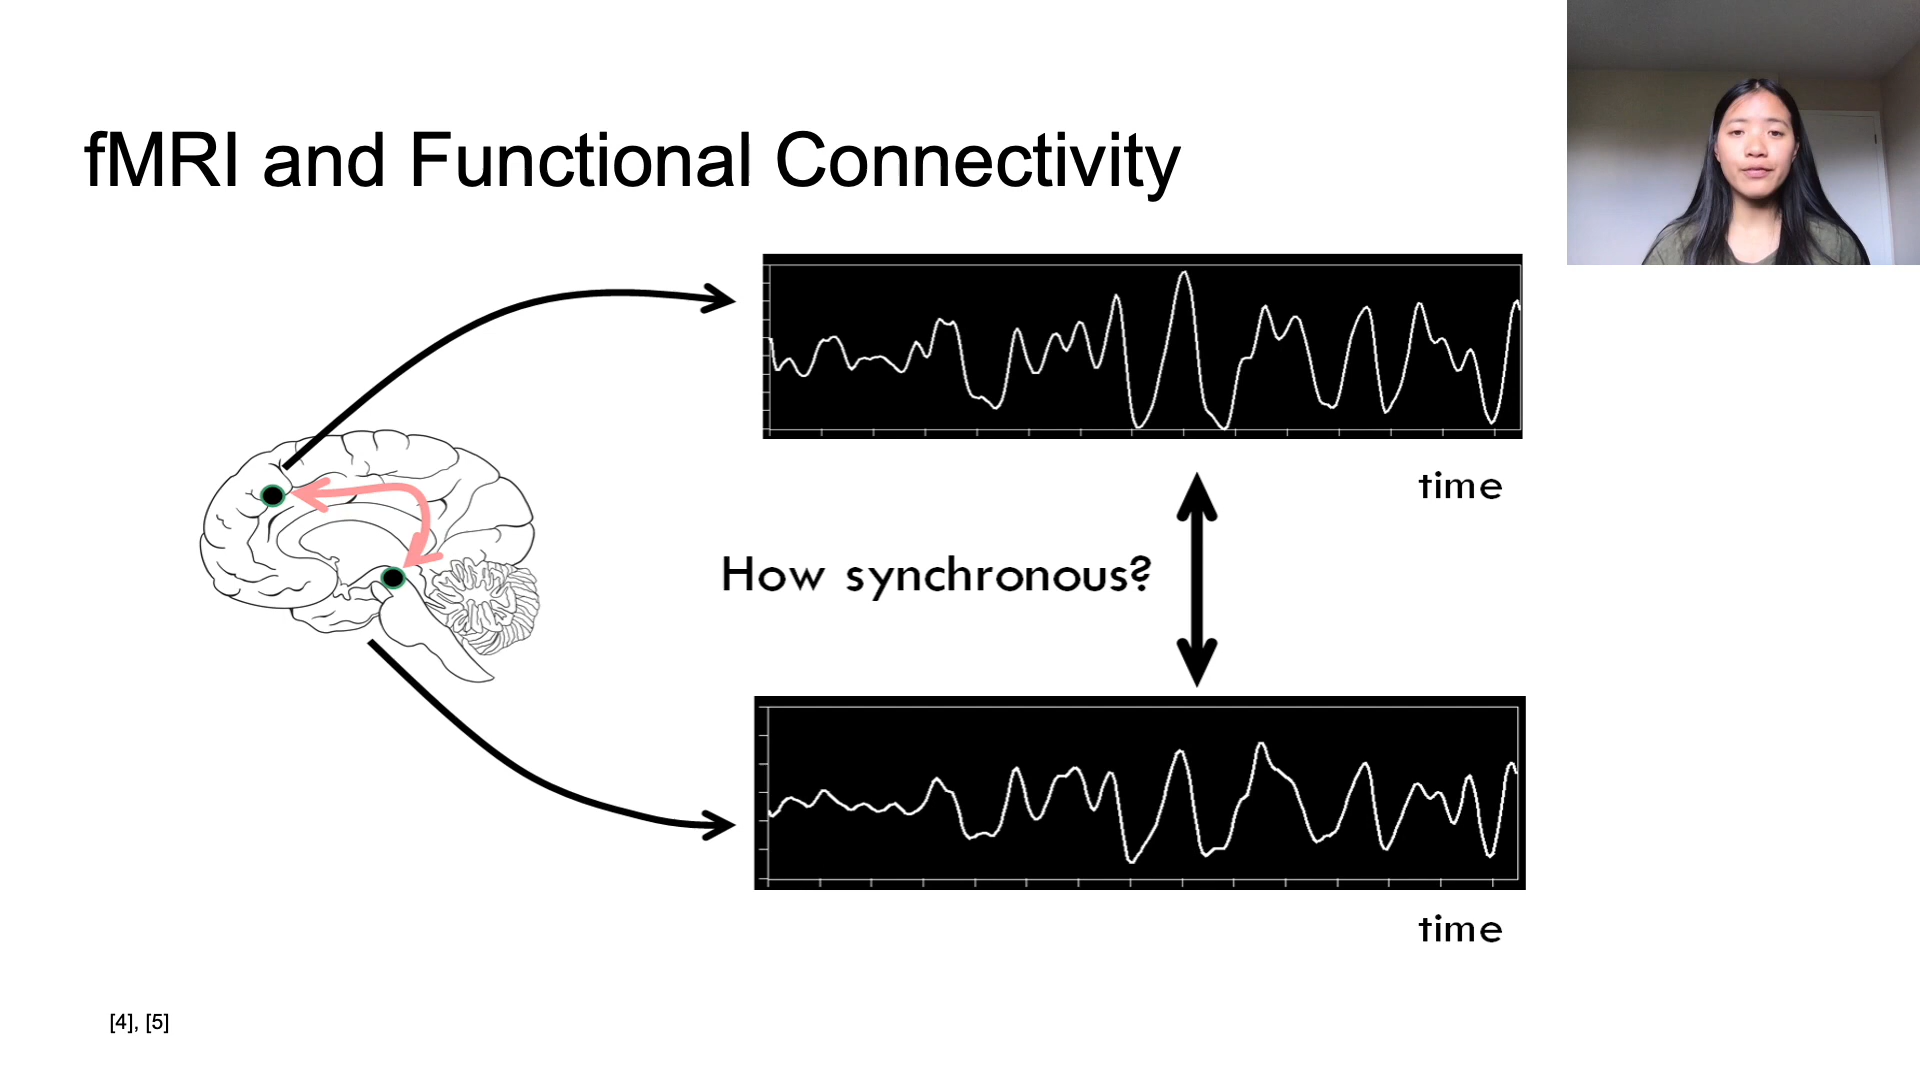 fMRI and Functional Connectivity
time
How synchronous?
time
[4], [5]